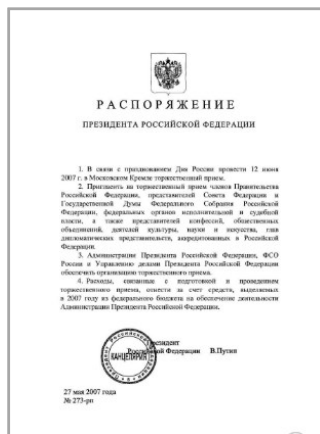 РАСПОРЯЖЕНИЕ
ПРЕЗИДЕНТА РОССИЙСКОЙ ФЕДЕРАЦИИ
1. В связи с празднованием Дня России провести 12 июня
2007 г. в Московском Кремле торжественный прием.
2. Пригласить на торжественный прием членов Правительства
Российской Федерации, представителей Совета Федерации и
Государственной Думы Федерального Собрания Российской
Федерации, федеральных органов исполнительной и судебной
власти, а также представителей конфессий, общественных
объединений, деятелей культуры, науки и искусства, глав
дипломатических представительств, аккредитованных в Российской
Федерации.
3. Администрации Президента Российской Федерации, ФСО
России и Управлению делами Президента Российской Федерации
обеспечить организацию торжественного приема.
4. Расходы, связанные с подготовкой и проведением
торжественного приема, отнести за счет средств, выделяемых
в 2007 году из федерального бюджета на обеспечение деятельности
Администрации Президента Российской Федерации.
Президент
Российской Федерации В.Путин
КАНЦЕЛЯРИЯ
27 мая 2007 года
№ 273-рп